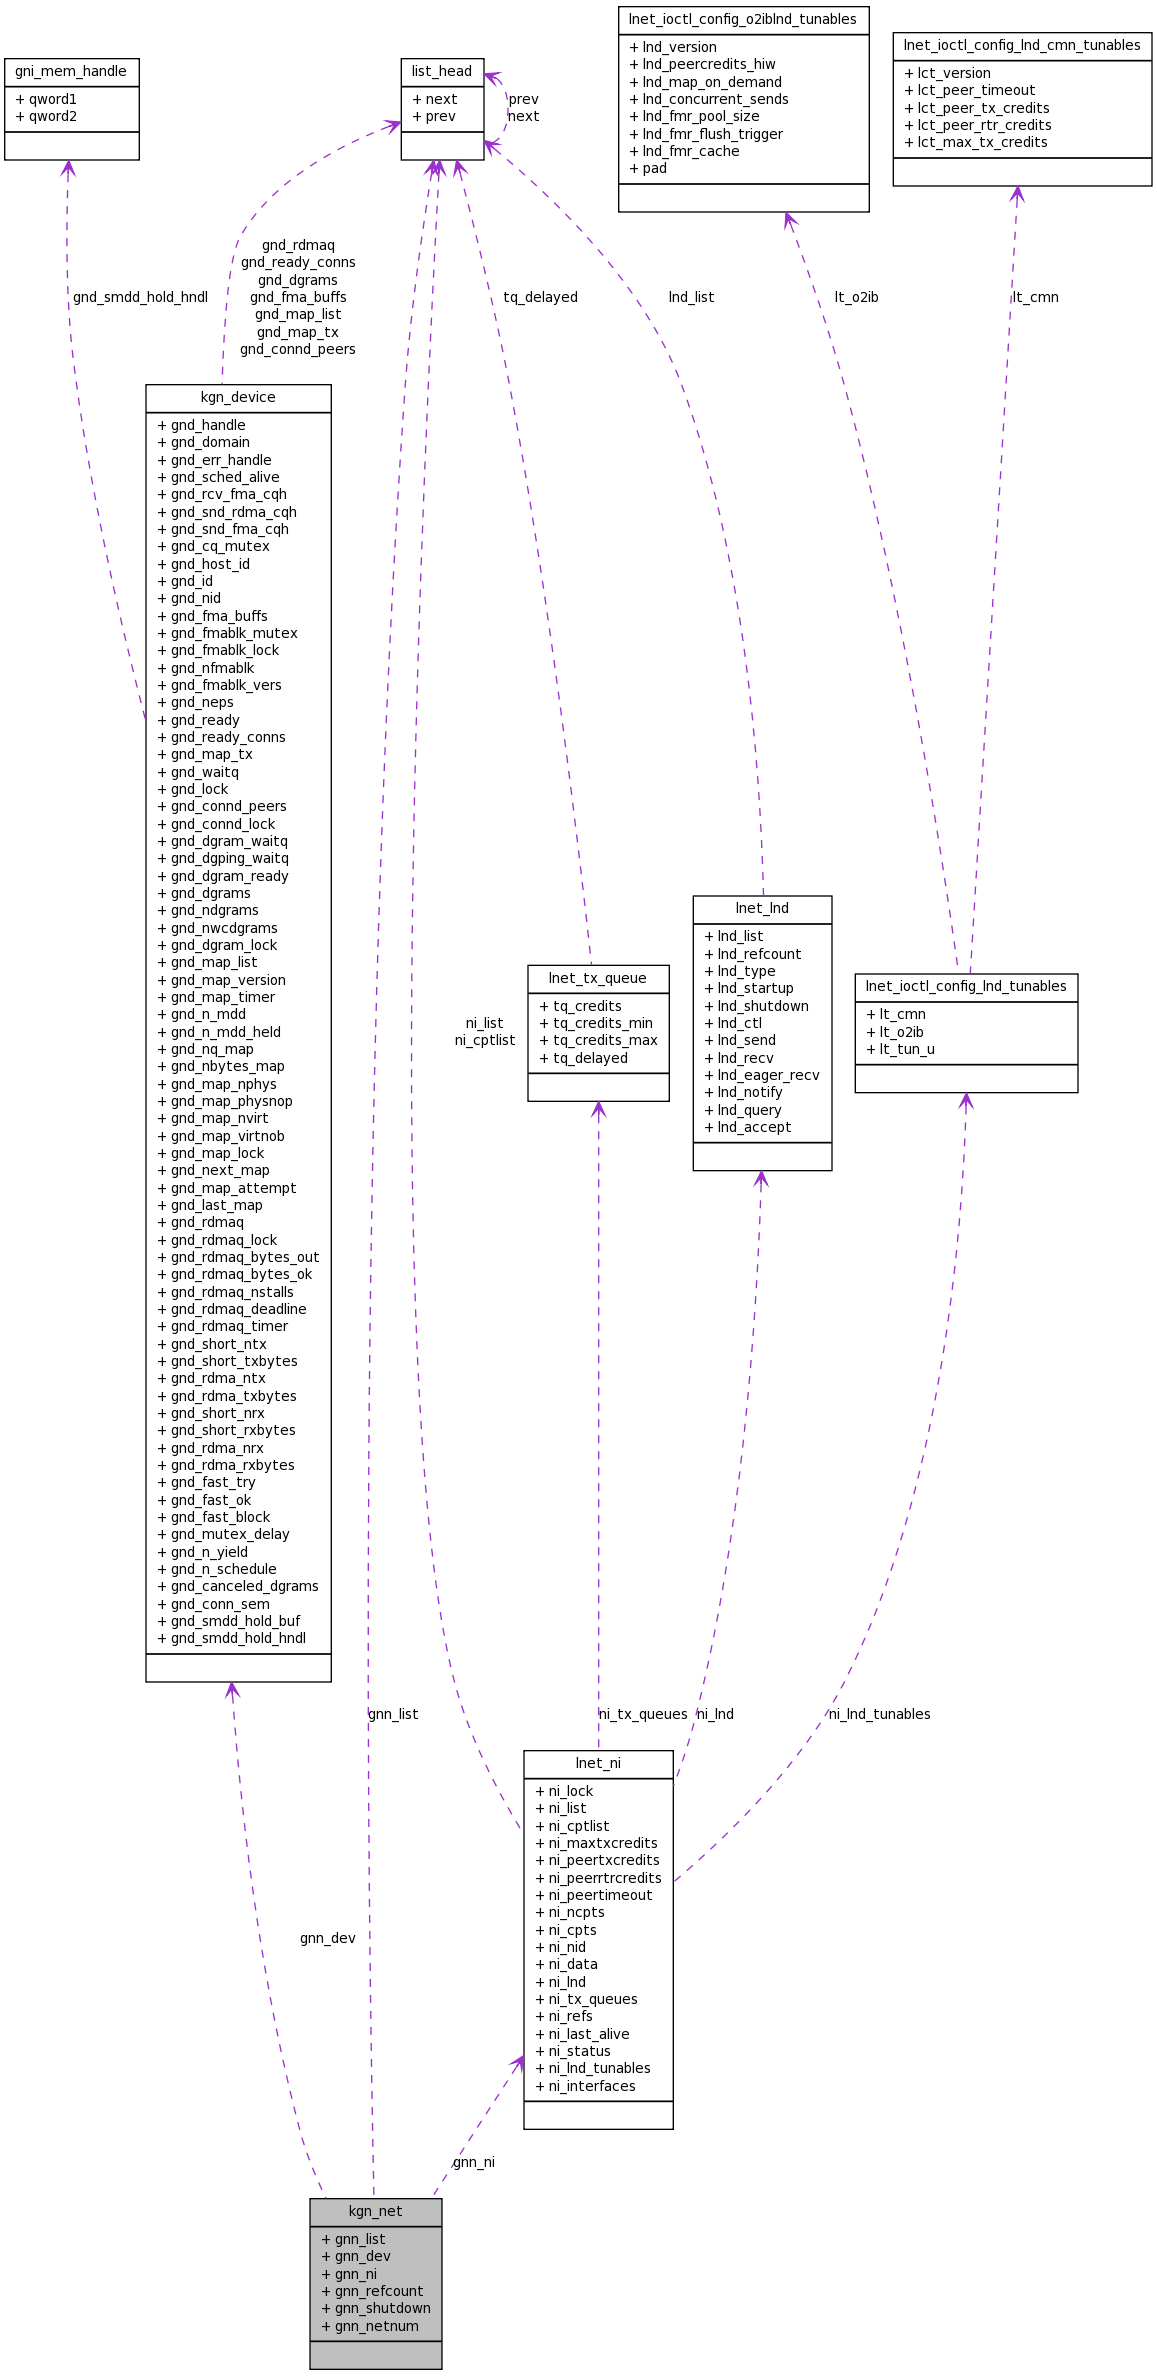 lnet_ioctl_config_o2iblnd_tunables
+ lnd_version
+ lnd_peercredits_hiw
+ lnd_map_on_demand
+ lnd_concurrent_sends
+ lnd_fmr_pool_size
+ lnd_fmr_flush_trigger
+ lnd_fmr_cache
+ pad
lnet_ioctl_config_lnd_cmn_tunables
+ lct_version
+ lct_peer_timeout
+ lct_peer_tx_credits
+ lct_peer_rtr_credits
+ lct_max_tx_credits
gni_mem_handle
+ qword1
+ qword2
list_head
+ next
+ prev
prev
next
gnd_smdd_hold_hndl
gnd_rdmaq
gnd_ready_conns
gnd_dgrams
gnd_fma_buffs
gnd_map_list
gnd_map_tx
gnd_connd_peers
tq_delayed
lnd_list
lt_o2ib
lt_cmn
kgn_device
+ gnd_handle
+ gnd_domain
+ gnd_err_handle
+ gnd_sched_alive
+ gnd_rcv_fma_cqh
+ gnd_snd_rdma_cqh
+ gnd_snd_fma_cqh
+ gnd_cq_mutex
+ gnd_host_id
+ gnd_id
+ gnd_nid
+ gnd_fma_buffs
+ gnd_fmablk_mutex
+ gnd_fmablk_lock
+ gnd_nfmablk
+ gnd_fmablk_vers
+ gnd_neps
+ gnd_ready
+ gnd_ready_conns
+ gnd_map_tx
+ gnd_waitq
+ gnd_lock
+ gnd_connd_peers
+ gnd_connd_lock
+ gnd_dgram_waitq
+ gnd_dgping_waitq
+ gnd_dgram_ready
+ gnd_dgrams
+ gnd_ndgrams
+ gnd_nwcdgrams
+ gnd_dgram_lock
+ gnd_map_list
+ gnd_map_version
+ gnd_map_timer
+ gnd_n_mdd
+ gnd_n_mdd_held
+ gnd_nq_map
+ gnd_nbytes_map
+ gnd_map_nphys
+ gnd_map_physnop
+ gnd_map_nvirt
+ gnd_map_virtnob
+ gnd_map_lock
+ gnd_next_map
+ gnd_map_attempt
+ gnd_last_map
+ gnd_rdmaq
+ gnd_rdmaq_lock
+ gnd_rdmaq_bytes_out
+ gnd_rdmaq_bytes_ok
+ gnd_rdmaq_nstalls
+ gnd_rdmaq_deadline
+ gnd_rdmaq_timer
+ gnd_short_ntx
+ gnd_short_txbytes
+ gnd_rdma_ntx
+ gnd_rdma_txbytes
+ gnd_short_nrx
+ gnd_short_rxbytes
+ gnd_rdma_nrx
+ gnd_rdma_rxbytes
+ gnd_fast_try
+ gnd_fast_ok
+ gnd_fast_block
+ gnd_mutex_delay
+ gnd_n_yield
+ gnd_n_schedule
+ gnd_canceled_dgrams
+ gnd_conn_sem
+ gnd_smdd_hold_buf
+ gnd_smdd_hold_hndl
ni_list
ni_cptlist
lnet_tx_queue
+ tq_credits
+ tq_credits_min
+ tq_credits_max
+ tq_delayed
lnet_lnd
+ lnd_list
+ lnd_refcount
+ lnd_type
+ lnd_startup
+ lnd_shutdown
+ lnd_ctl
+ lnd_send
+ lnd_recv
+ lnd_eager_recv
+ lnd_notify
+ lnd_query
+ lnd_accept
lnet_ioctl_config_lnd_tunables
+ lt_cmn
+ lt_o2ib
+ lt_tun_u
gnn_list
ni_tx_queues
ni_lnd
ni_lnd_tunables
lnet_ni
+ ni_lock
+ ni_list
+ ni_cptlist
+ ni_maxtxcredits
+ ni_peertxcredits
+ ni_peerrtrcredits
+ ni_peertimeout
+ ni_ncpts
+ ni_cpts
+ ni_nid
+ ni_data
+ ni_lnd
+ ni_tx_queues
+ ni_refs
+ ni_last_alive
+ ni_status
+ ni_lnd_tunables
+ ni_interfaces
gnn_dev
gnn_ni
kgn_net
+ gnn_list
+ gnn_dev
+ gnn_ni
+ gnn_refcount
+ gnn_shutdown
+ gnn_netnum